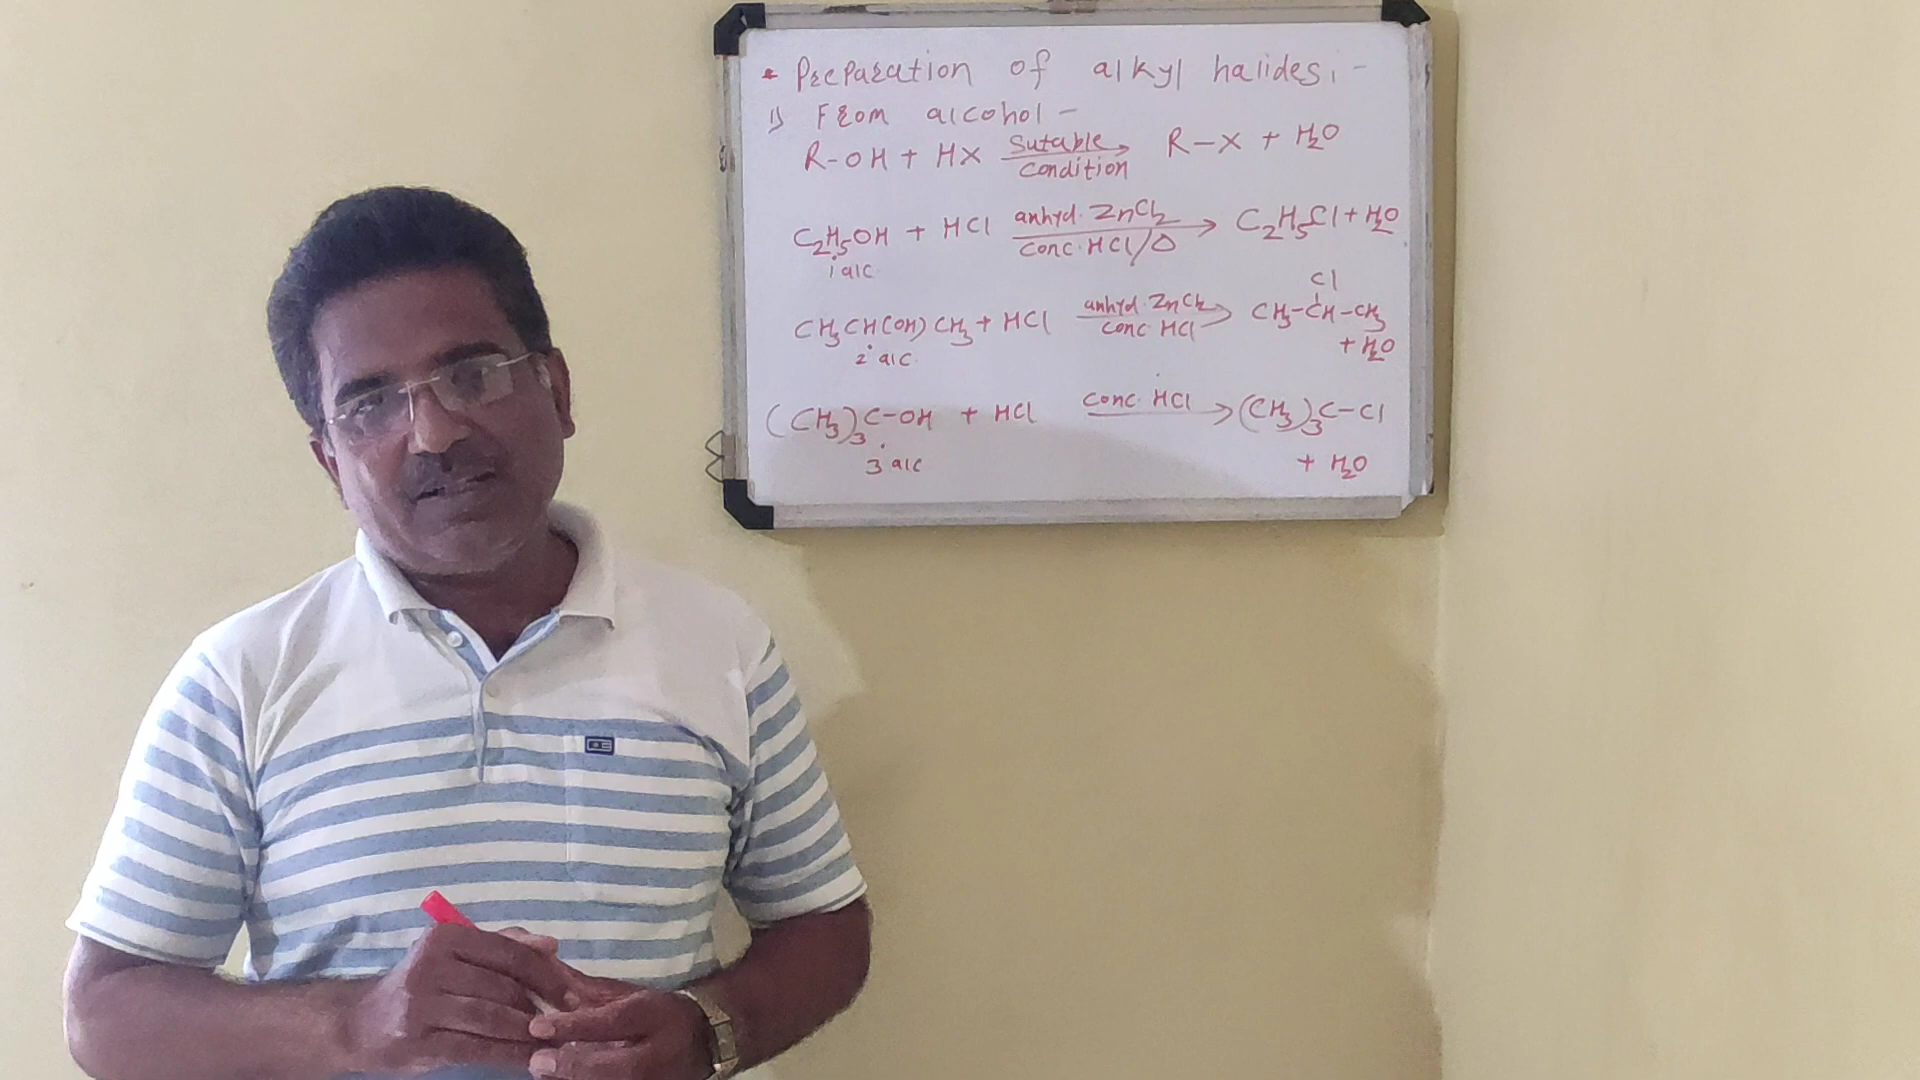 * Preparation of alkyl halides:-
1) From alcohol -
R-OH + HX Sutable Condition → R-X + H2O
C2H5OH + HCl anhyd. ZnCl2 conc. HCl/Δ → C2H5Cl + H2O
1° alc.
Cl
CH3CH(OH)CH3 + HCl anhyd. ZnCl2 conc HCl → CH3-CH-CH3
2° alc. + H2O
(CH3)3C-OH + HCl conc. HCl → (CH3)3C-Cl
3° alc + H2O